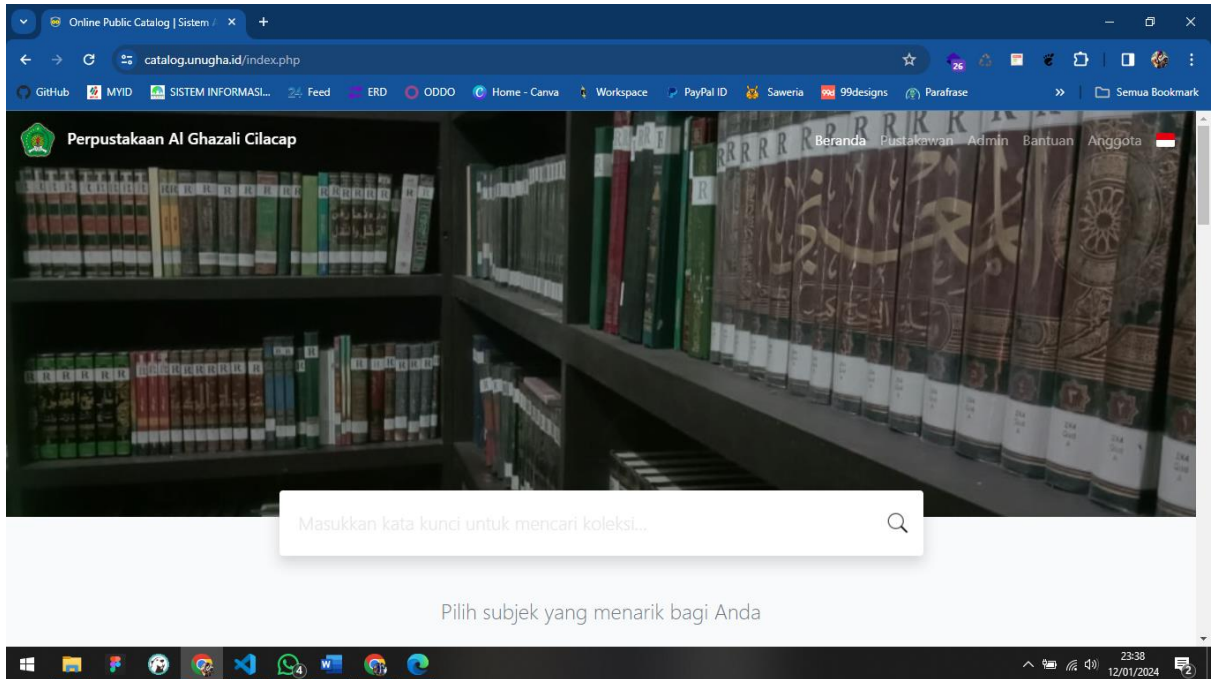 Online Public Catalog | Sistem
catalog.unugha.id/index.php
26
GitHub MYID SISTEM INFORMASI... Feed ERD ODDO Home - Canva Workspace PayPal ID Saweria 99designs Parafrase » Semua Bookmark
Perpustakaan Al Ghazali Cilacap
Beranda Pustakawan Admin Bantuan Anggota
Masukkan kata kunci untuk mencari koleksi...
Pilih subjek yang menarik bagi Anda
23:38
12/01/2024